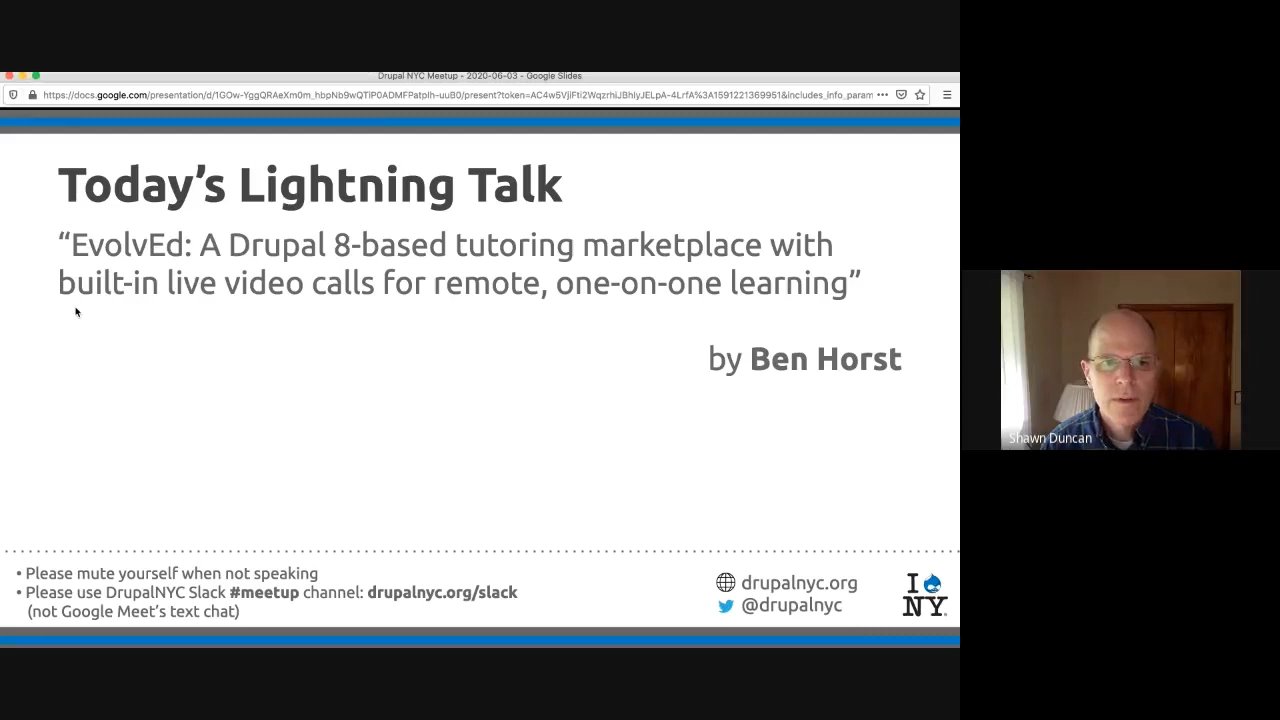 Drupal NYC Meetup - 2020-06-03 - Google Slides
Today's Lightning Talk
“EvolvEd: A Drupal 8-based tutoring marketplace with
built-in live video calls for remote, one-on-one learning”
by Ben Horst
Shawn Duncan
• Please mute yourself when not speaking
• Please use DrupalNYC Slack #meetup channel: drupalnyc.org/slack
(not Google Meet's text chat)
drupalnyc.org
@drupalnyc
I
NY.